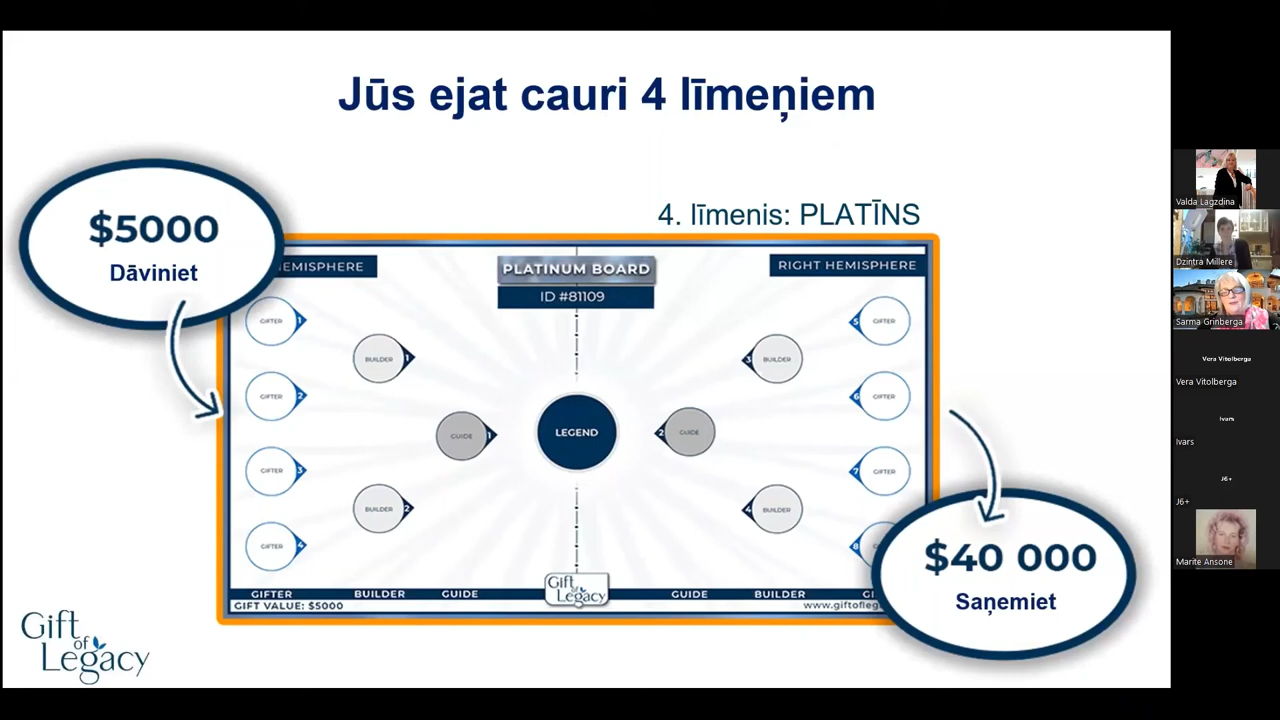 Jūs ejat cauri 4 līmeņiem
$5000
Dāviniet
4. līmenis: PLATĪNS
HEMISPHERE
PLATINUM BOARD
ID #81109
RIGHT HEMISPHERE
GIFTER 1
BUILDER 1
GIFTER 2
GUIDE 1
GIFTER 3
BUILDER 2
GIFTER 4
LEGEND
5 GIFTER
3 BUILDER
6 GIFTER
2 GUIDE
7 GIFTER
4 BUILDER
8
GIFTER BUILDER GUIDE
GUIDE BUILDER
GIFT VALUE: $5000
Gift of Legacy
$40 000
Saņemiet
Gift
of
Legacy
Valda Lagzdina
Dzintra Millere
Sarma Grinberga
Vera Vitolberga
Vera Vitolberga
Ivars
Ivars
J6+
J6+
Marite Ansone